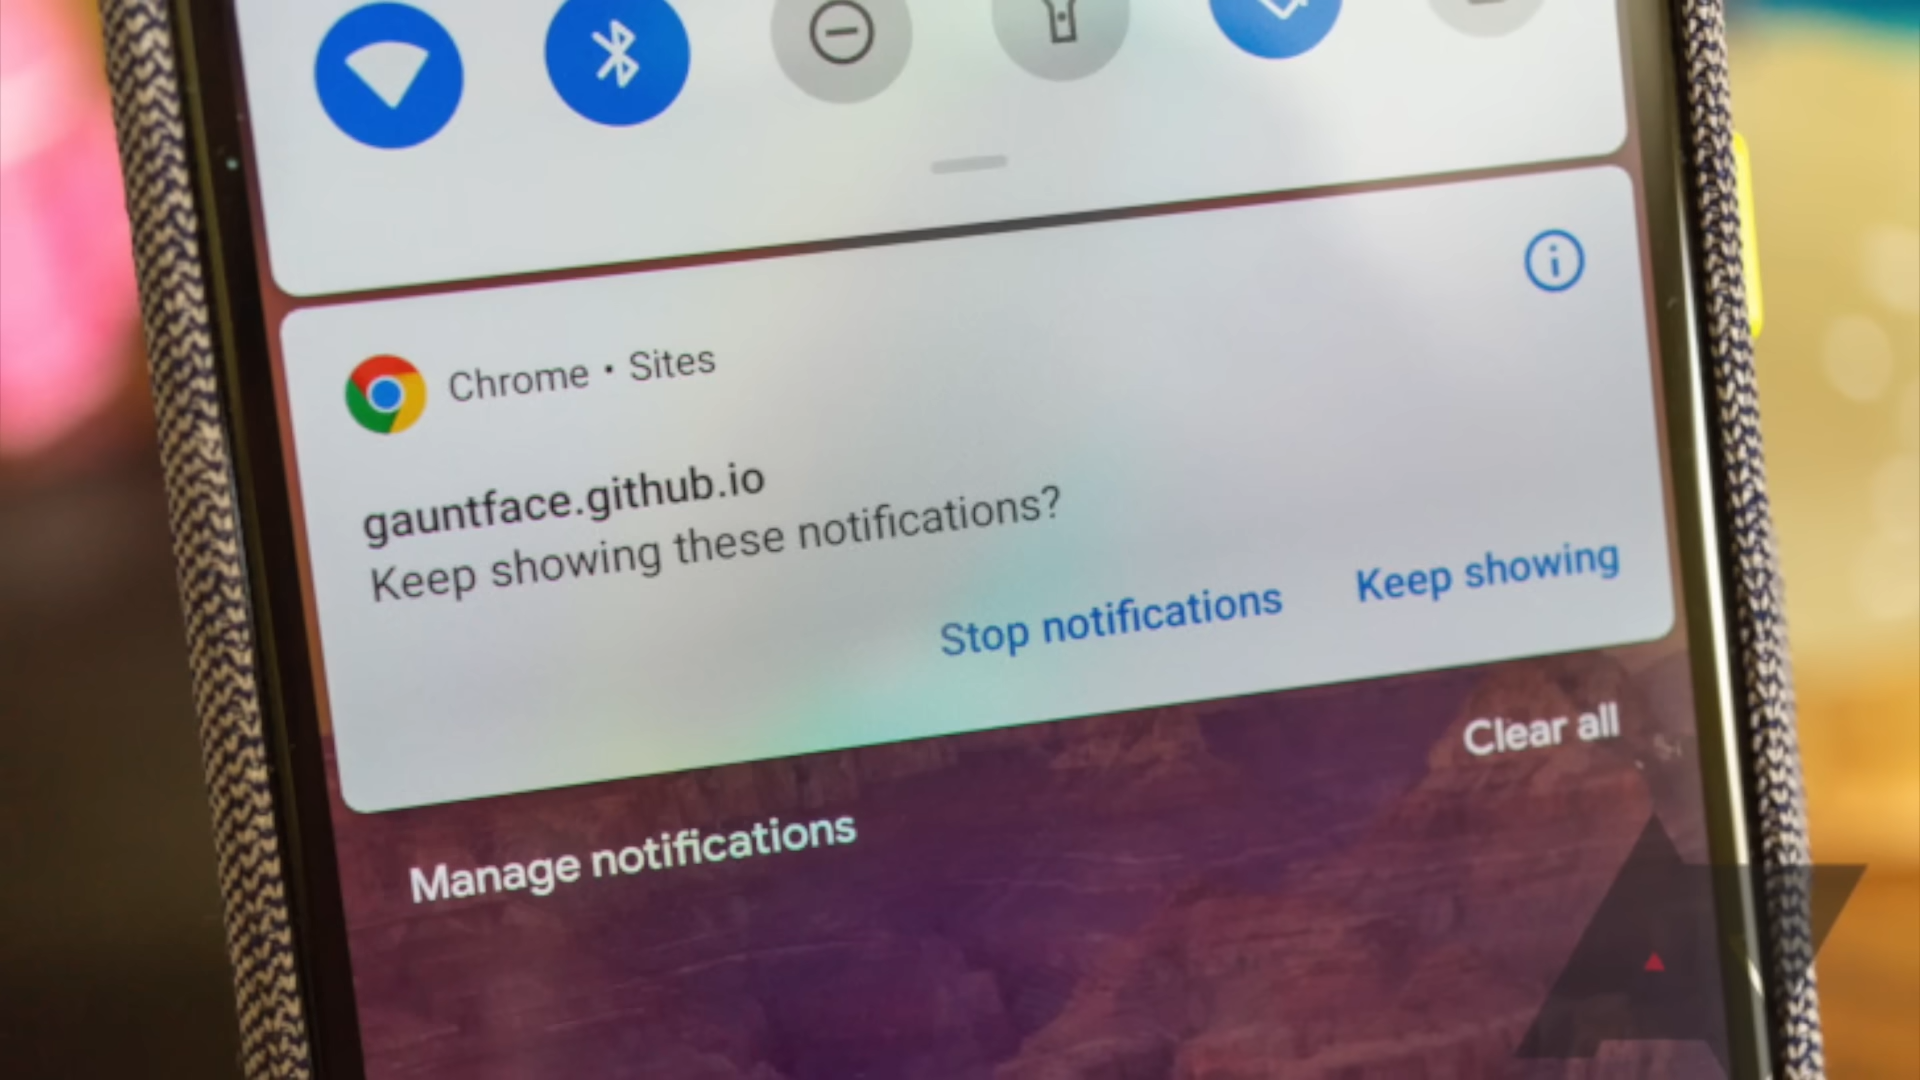 Chrome • Sites
gauntface.github.io
Keep showing these notifications?
Stop notifications Keep showing
Clear all
Manage notifications